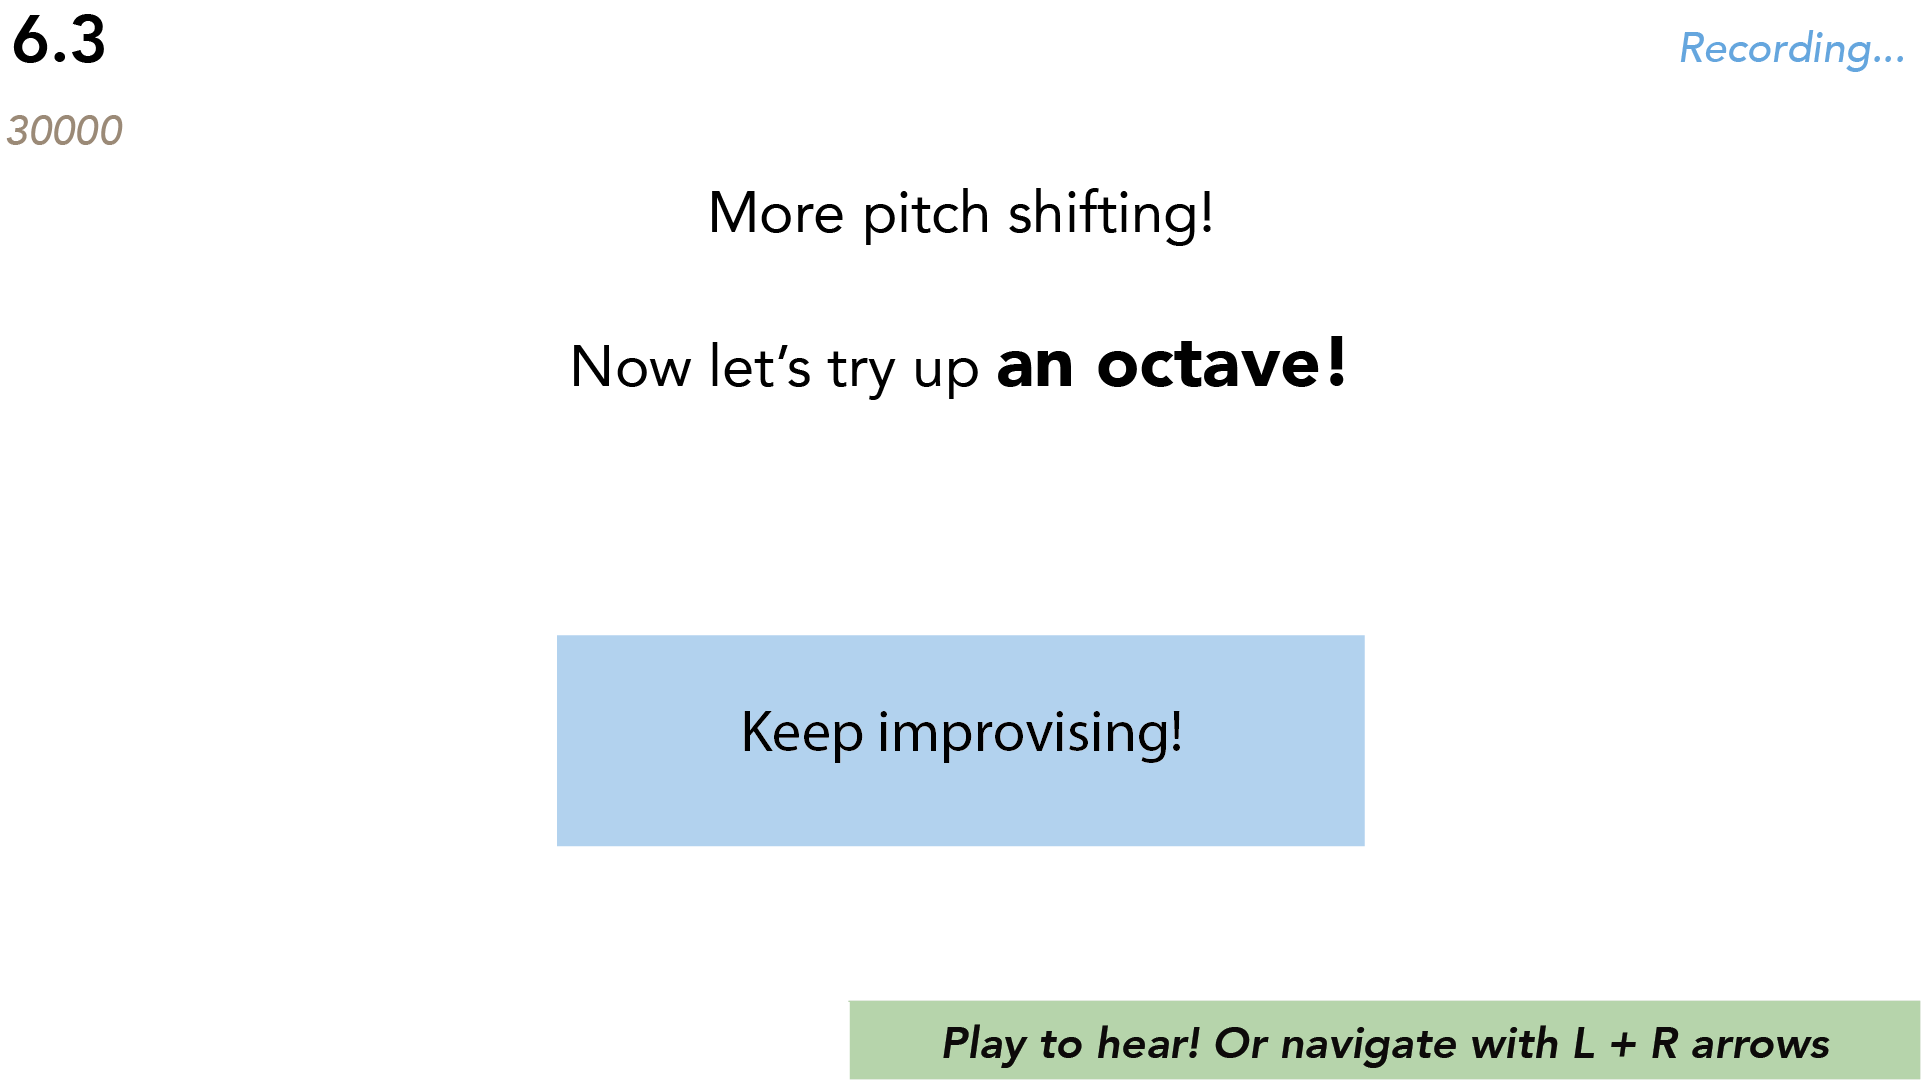 6.3
Recording...
30000
More pitch shifting!
Now let’s try up an octave!
Keep improvising!
Play to hear! Or navigate with L + R arrows